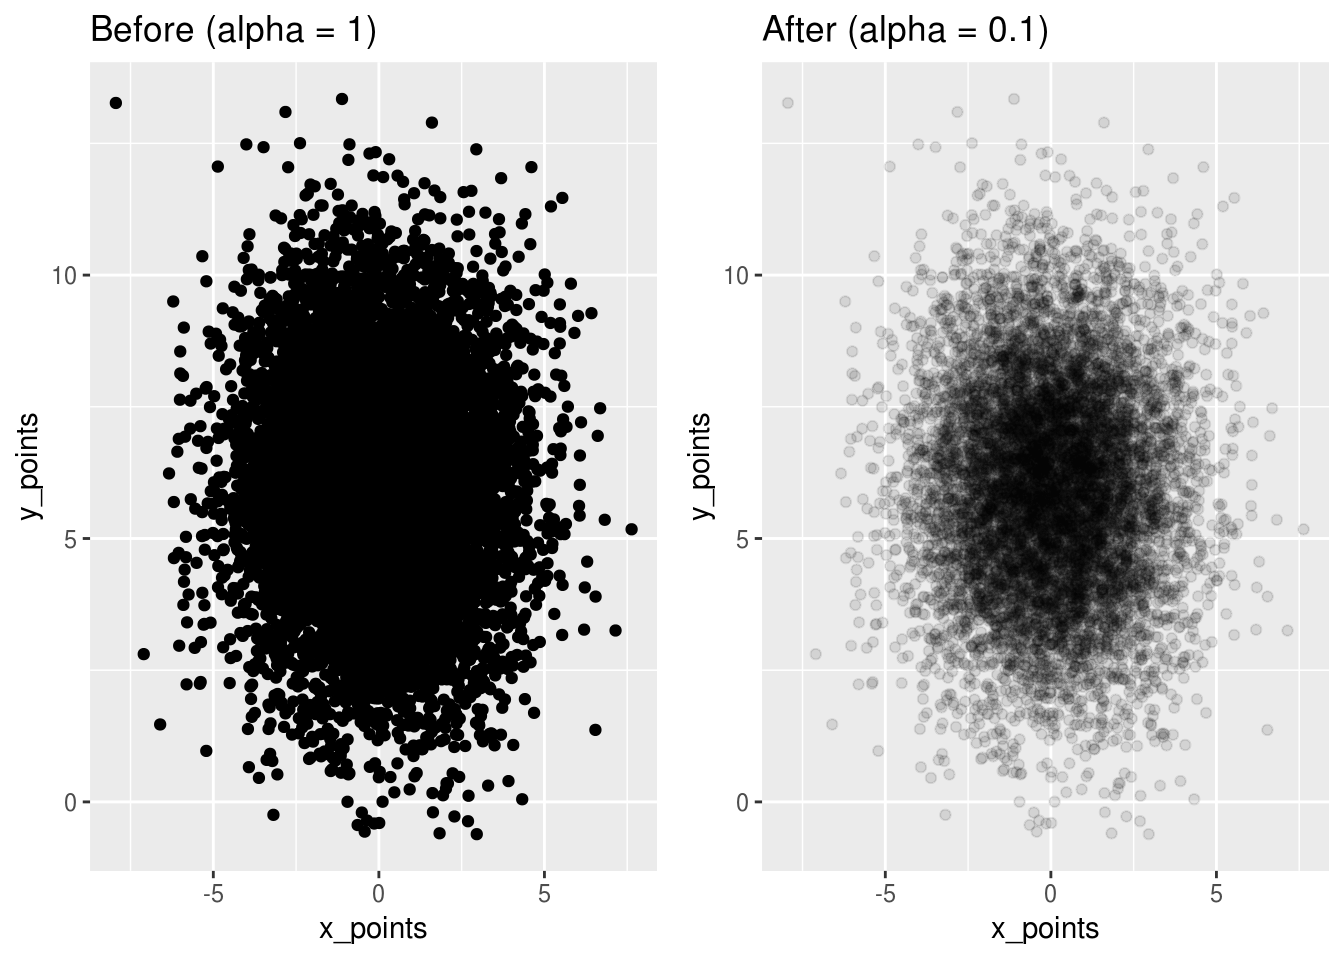 Before (alpha = 1)
10
5
0
-5
0
5
x_points
y_points
After (alpha = 0.1)
10
5
0
-5
0
5
x_points
y_points